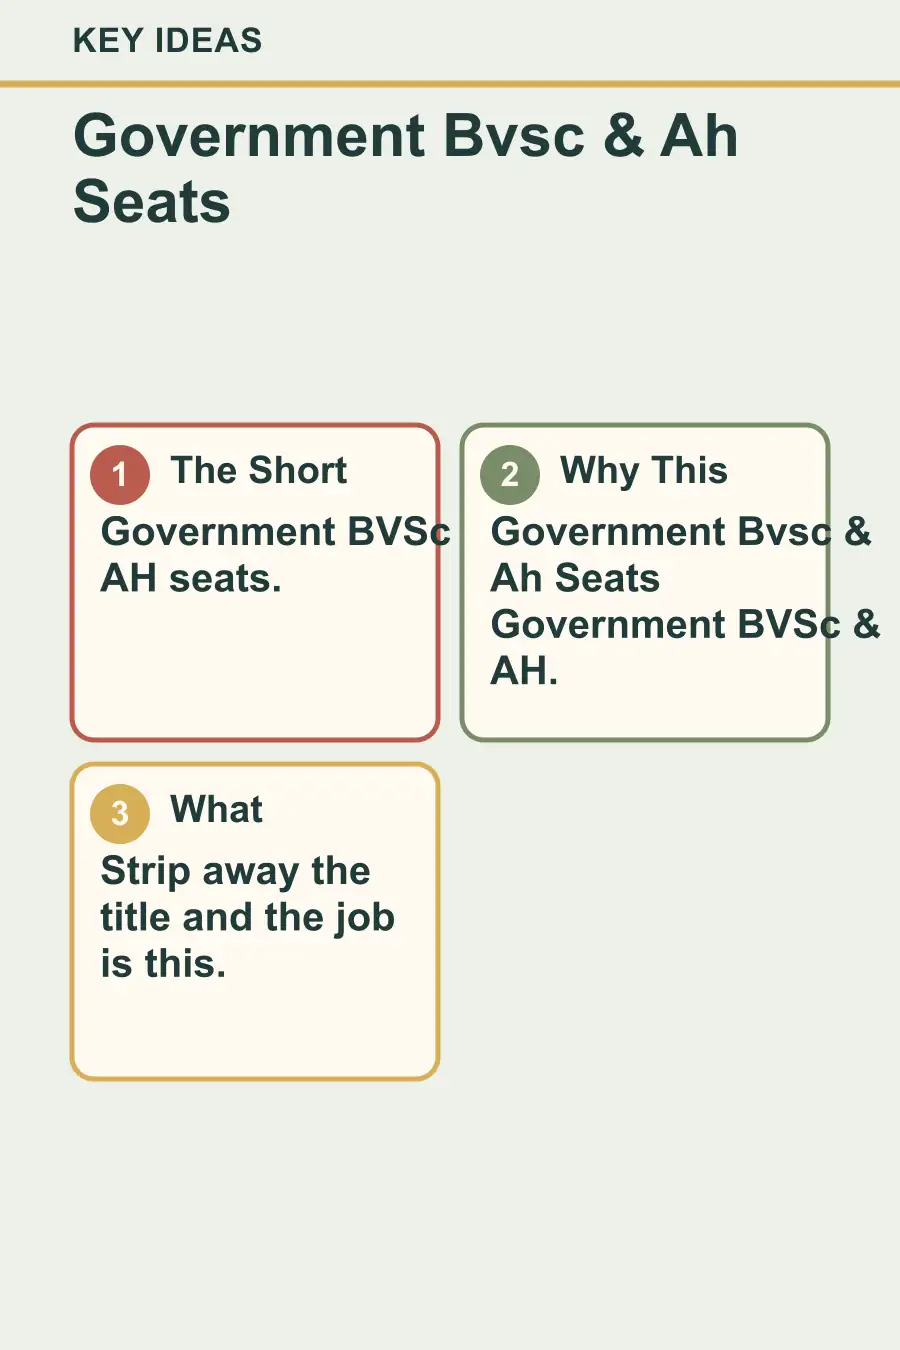 KEY IDEAS
Government Bvsc & Ah
Seats
1 The Short
Government BVSc
AH seats.
2 Why This
Government Bvsc &
Ah Seats
Government BVSc &
AH.
3 What
Strip away the
title and the job
is this.